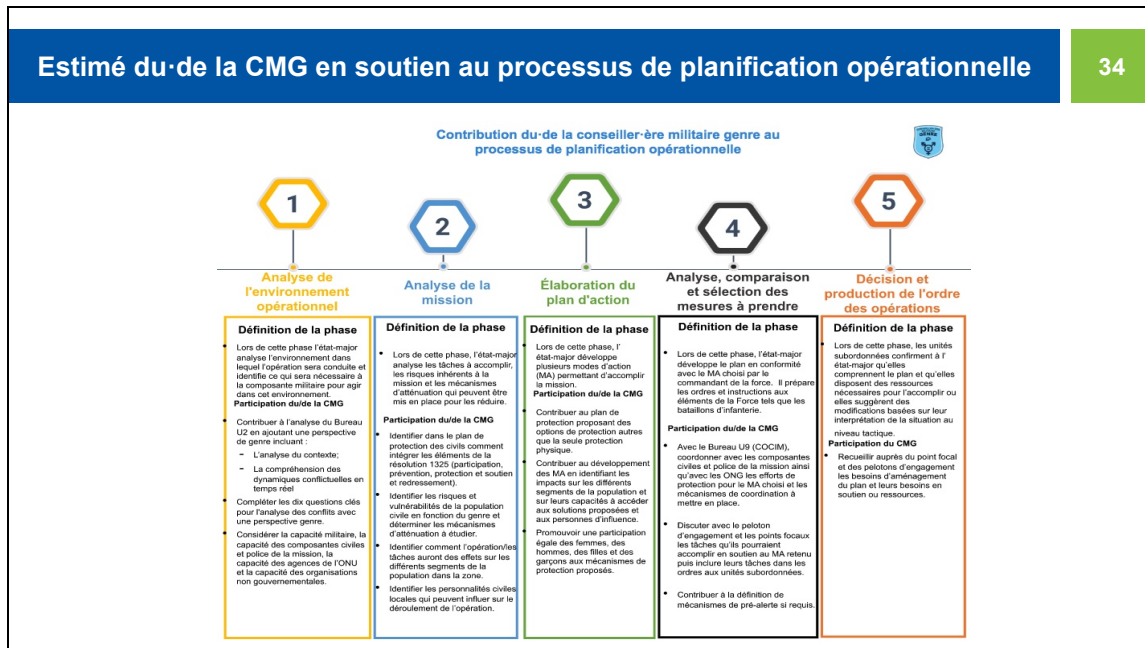 Estimé du·de la CMG en soutien au processus de planification opérationnelle
34
Contribution du·de la conseiller·ère militaire genre au
processus de planification opérationnelle
GENRE
1
2
3
4
5
Analyse de
l'environnement
opérationnel
Définition de la phase
• Lors de cette phase l'état-major
analyse l'environnement dans
lequel l'opération sera conduite et
identifie ce qui sera nécessaire à
la composante militaire pour agir
dans cet environnement.
Participation du/de la CMG
• Contribuer à l'analyse du Bureau
U2 en ajoutant une perspective
de genre incluant :
− L'analyse du contexte;
− La compréhension des
dynamiques conflictuelles en
temps réel
• Compléter les dix questions clés
pour l'analyse des conflits avec
une perspective genre.
• Considérer la capacité militaire, la
capacité des composantes civiles
et police de la mission, la
capacité des agences de l'ONU
et la capacité des organisations
non gouvernementales.
Analyse de la
mission
Définition de la phase
• Lors de cette phase, l'état-major
analyse les tâches à accomplir,
les risques inhérents à la
mission et les mécanismes
d'atténuation qui peuvent être
mis en place pour les réduire.
Participation du/de la CMG
• Identifier dans le plan de
protection des civils comment
intégrer les éléments de la
résolution 1325 (participation,
prévention, protection et soutien
et redressement).
• Identifier les risques et
vulnérabilités de la population
civile en fonction du genre et
déterminer les mécanismes
d'atténuation à étudier.
• Identifier comment l'opération/les
tâches auront des effets sur les
différents segments de la
population dans la zone.
• Identifier les personnalités civiles
locales qui peuvent influer sur le
déroulement de l'opération.
Élaboration du
plan d'action
Définition de la phase
• Lors de cette phase, l'
état-major développe
plusieurs modes d'action
(MA) permettant d'accomplir
la mission.
Participation du/de la CMG
• Contribuer au plan de
protection proposant des
options de protection autres
que la seule protection
physique.
• Contribuer au développement
des MA en identifiant les
impacts sur les différents
segments de la population et
sur leurs capacités à accéder
aux solutions proposées et
aux personnes d'influence.
• Promouvoir une participation
égale des femmes, des
hommes, des filles et des
garçons aux mécanismes de
protection proposés.
Analyse, comparaison
et sélection des
mesures à prendre
Définition de la phase
• Lors de cette phase, l'état-major
développe le plan en conformité
avec le MA choisi par le
commandant de la force. Il prépare
les ordres et instructions aux
éléments de la Force tels que les
bataillons d'infanterie.
Participation du/de la CMG
• Avec le Bureau U9 (COCIM),
coordonner avec les composantes
civiles et police de la mission ainsi
qu'avec les ONG les efforts de
protection pour le MA choisi et les
mécanismes de coordination à
mettre en place.
• Discuter avec le peloton
d'engagement et les points focaux
les tâches qu'ils pourraient
accomplir en soutien au MA retenu
puis inclure leurs tâches dans les
ordres aux unités subordonnées.
• Contribuer à la définition de
mécanismes de pré-alerte si requis.
Décision et
production de l'ordre
des opérations
Définition de la phase
• Lors de cette phase, les unités
subordonnées confirment à l'
état-major qu'elles
comprennent le plan et qu'elles
disposent des ressources
nécessaires pour l'accomplir ou
elles suggèrent des
modifications basées sur leur
interprétation de la situation au
niveau tactique.
Participation du CMG
• Recueillir auprès du point focal
et des pelotons d'engagement
les besoins d'aménagement
du plan et leurs besoins en
soutien ou ressources.